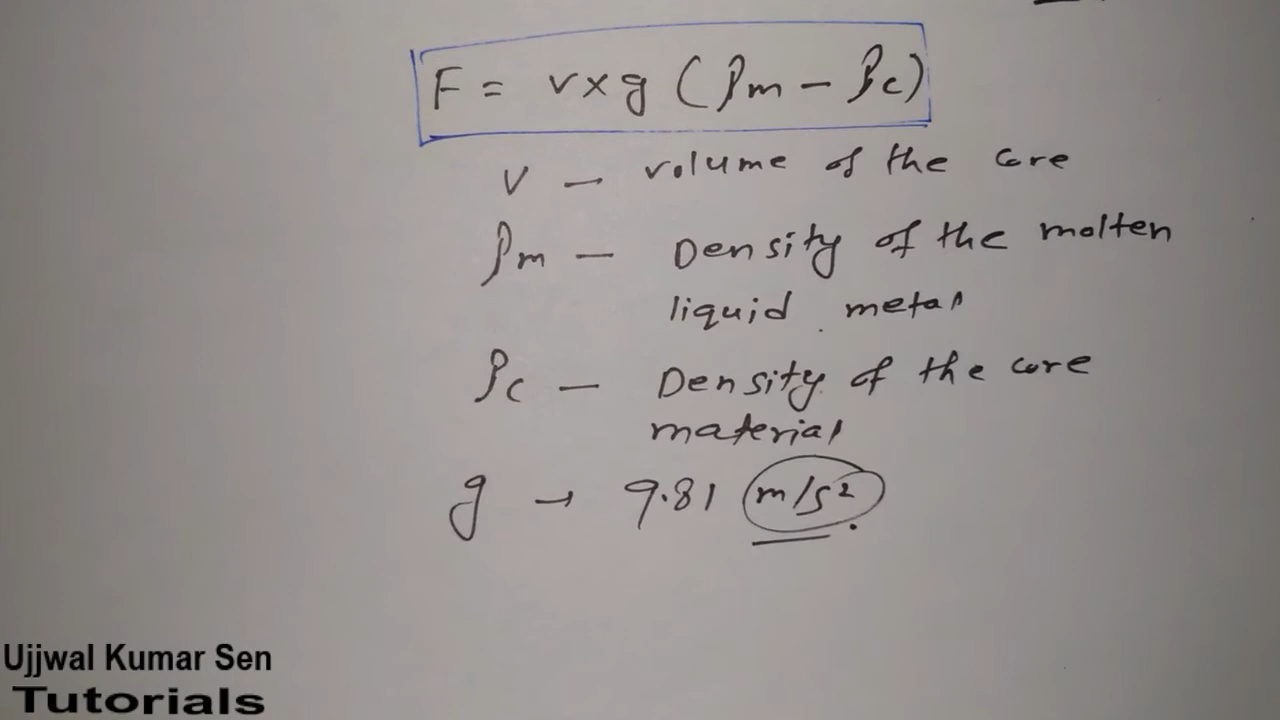 F = v×g (ρm − ρc)
v — volume of the core
ρm — Density of the molten
liquid metal
ρc — Density of the core
material
g → 9.81 m/s²
Ujjwal Kumar Sen
Tutorials